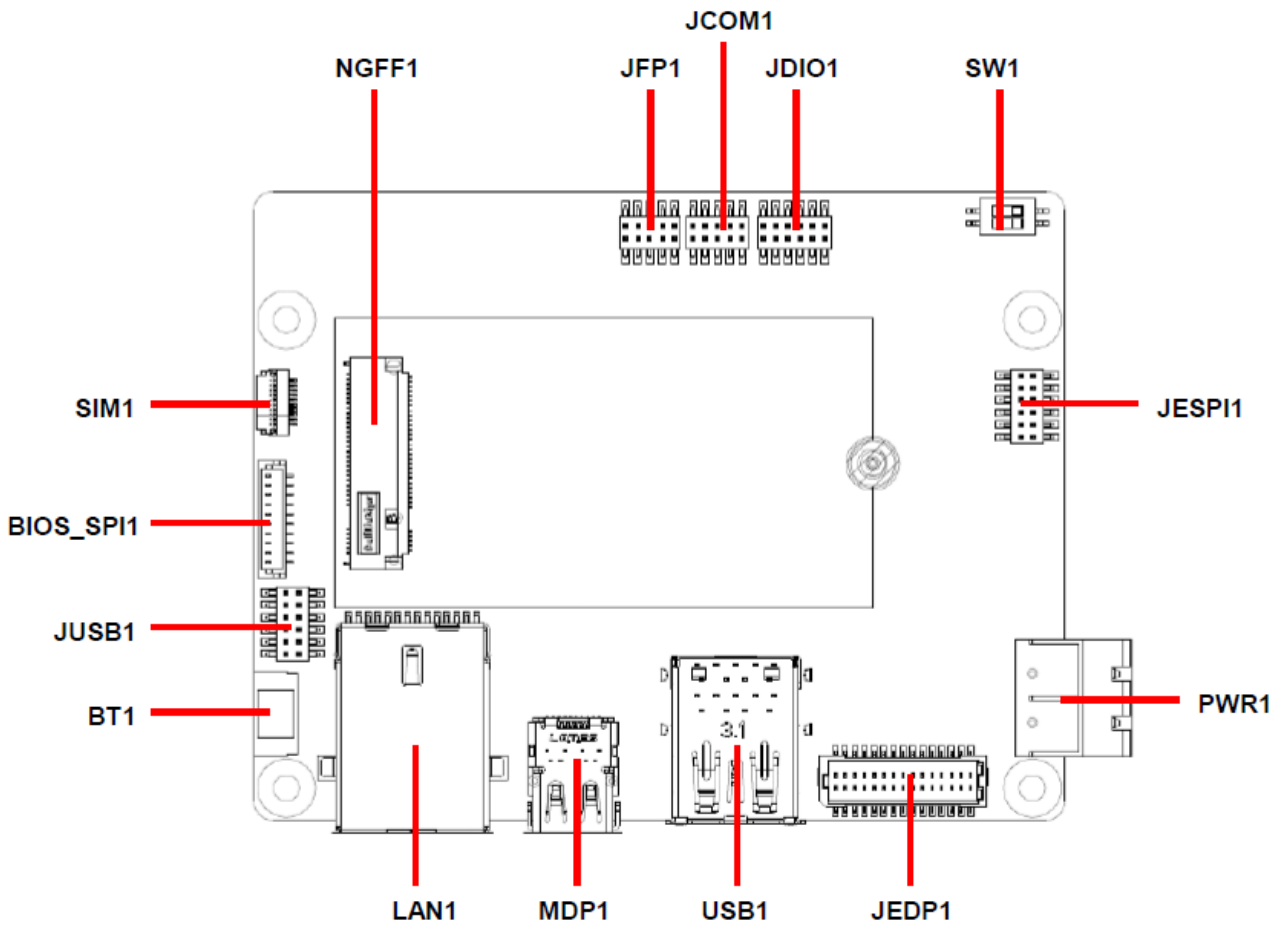 JCOM1
NGFF1
JFP1
JDIO1
SW1
SIM1
JESPI1
BIOS_SPI1
B
JUSB1
BT1
PWR1
3.1
LAN1
MDP1
USB1
JEDP1